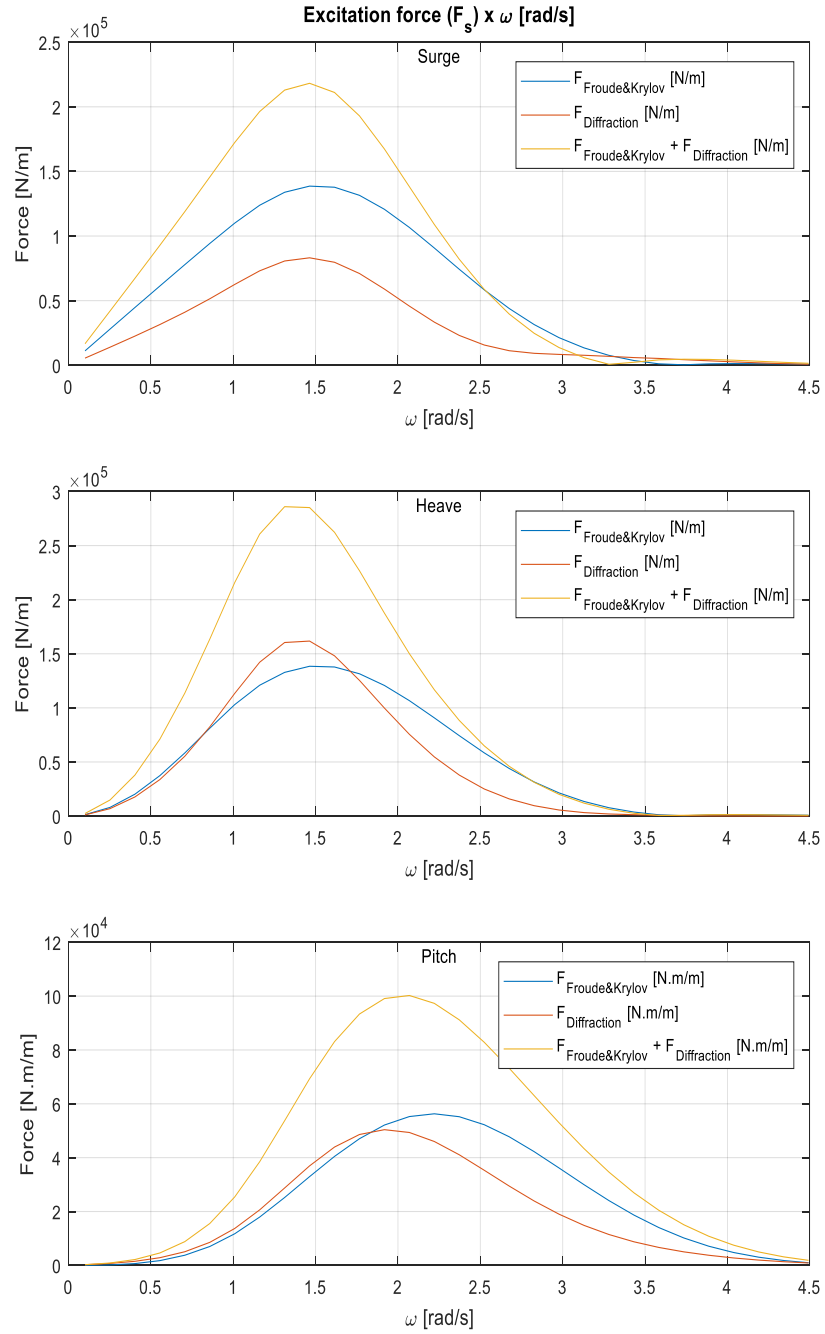 Excitation force (F_s) x ω [rad/s]
×10^5
Surge
2.5
2
1.5
1
0.5
0
Force [N/m]
F_Froude&Krylov [N/m]
F_Diffraction [N/m]
F_Froude&Krylov + F_Diffraction [N/m]
0 0.5 1 1.5 2 2.5 3 3.5 4 4.5
ω [rad/s]
×10^5
Heave
3
2.5
2
1.5
1
0.5
0
Force [N/m]
F_Froude&Krylov [N/m]
F_Diffraction [N/m]
F_Froude&Krylov + F_Diffraction [N/m]
0 0.5 1 1.5 2 2.5 3 3.5 4 4.5
ω [rad/s]
×10^4
Pitch
12
10
8
6
4
2
0
Force [N.m/m]
F_Froude&Krylov [N.m/m]
F_Diffraction [N.m/m]
F_Froude&Krylov + F_Diffraction [N.m/m]
0 0.5 1 1.5 2 2.5 3 3.5 4 4.5
ω [rad/s]